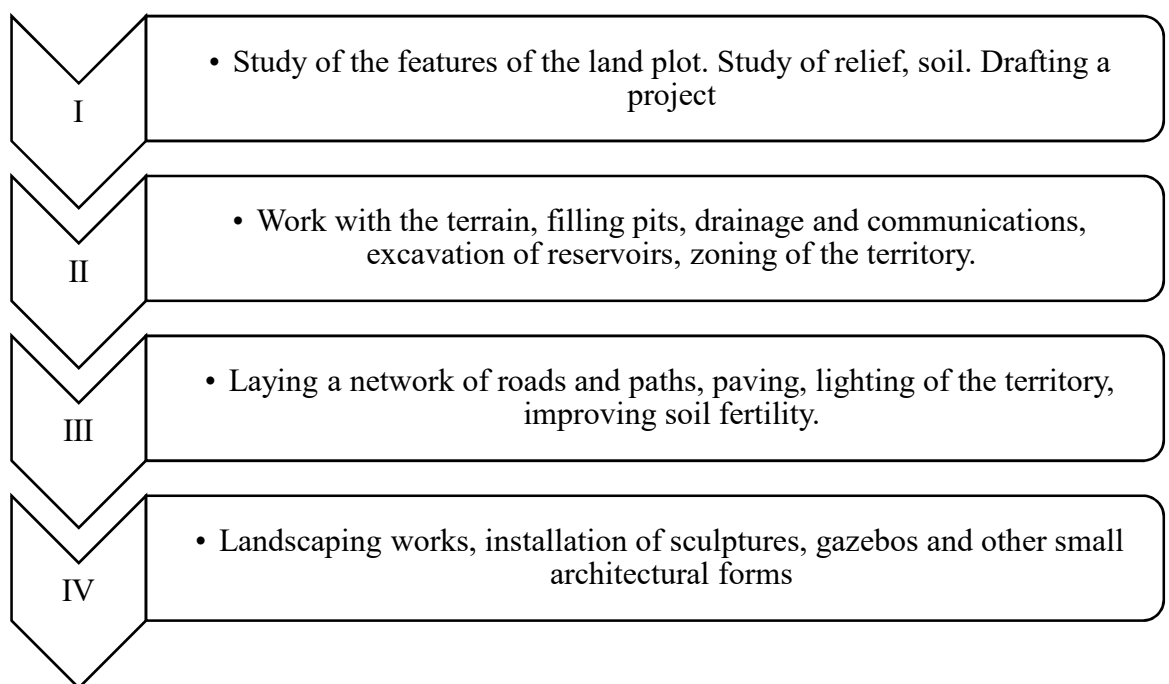 I
• Study of the features of the land plot. Study of relief, soil. Drafting a
project
II
• Work with the terrain, filling pits, drainage and communications,
excavation of reservoirs, zoning of the territory.
III
• Laying a network of roads and paths, paving, lighting of the territory,
improving soil fertility.
IV
• Landscaping works, installation of sculptures, gazebos and other small
architectural forms